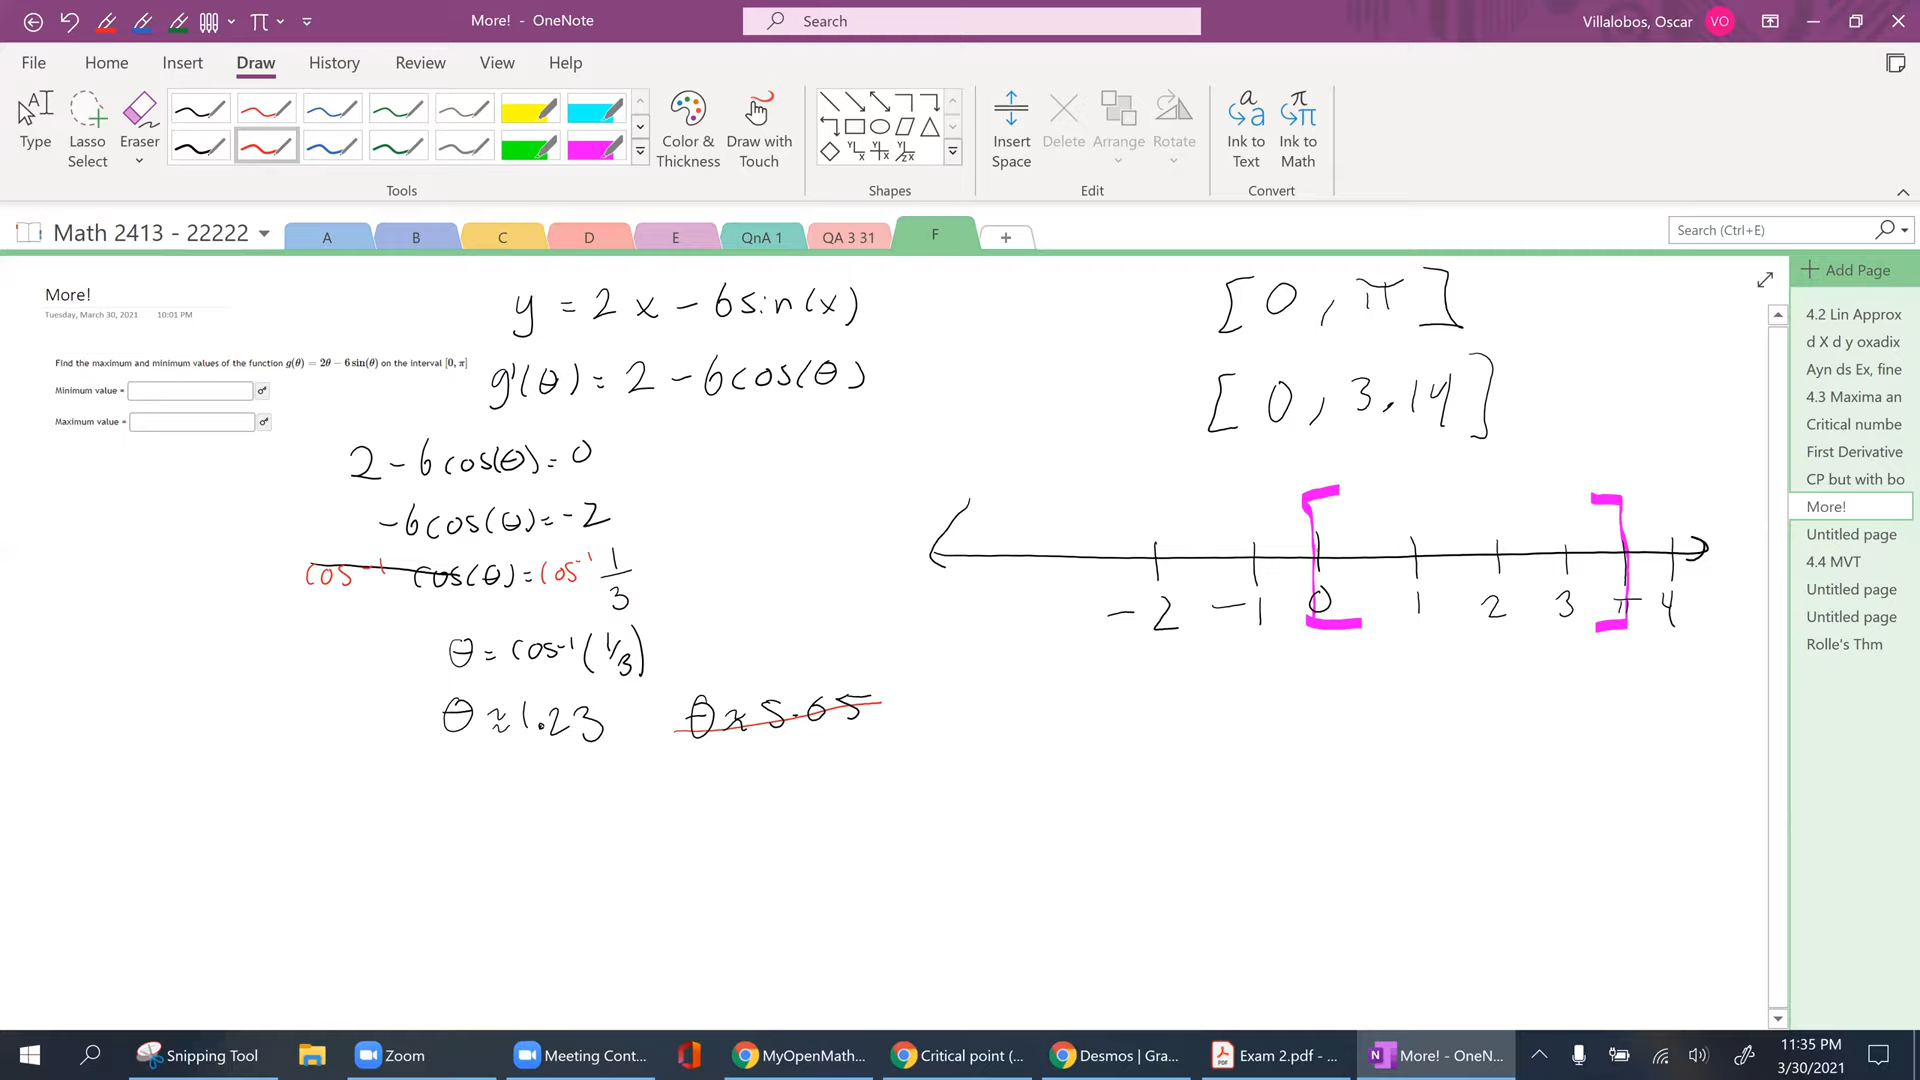 More! - OneNote
Search
Villalobos, Oscar
VO
File Home Insert Draw History Review View Help
Type
Lasso Select
Eraser
Color & Thickness
Draw with Touch
Insert Space
Delete
Arrange
Rotate
Ink to Text
Ink to Math
Tools
Shapes
Edit
Convert
Math 2413 - 22222
A B C D E QnA 1 QA 3 31 F +
Search (Ctrl+E)
More!
Tuesday, March 30, 2021 10:01 PM
Find the maximum and minimum values of the function g(θ) = 2θ − 6 sin(θ) on the interval [0, π]
Minimum value =
Maximum value =
y = 2x - 6sin(x)
g'(θ) = 2 - 6cos(θ)
2 - 6cos(θ) = 0
-6cos(θ) = -2
cos⁻¹ cos(θ) = cos⁻¹ 1/3
θ = cos⁻¹(1/3)
θ ≈ 1.23 θ ≈ 5.05
[0, π]
[0, 3.14]
-2 -1 0 1 2 3 π 4
Add Page
4.2 Lin Approx
d X d y oxadix
Ayn ds Ex, fine
4.3 Maxima an
Critical numbe
First Derivative
CP but with bo
More!
Untitled page
4.4 MVT
Untitled page
Untitled page
Rolle's Thm
Snipping Tool
Zoom
Meeting Cont...
MyOpenMath...
Critical point (...
Desmos | Gra...
Exam 2.pdf - ...
More! - OneN...
11:35 PM
3/30/2021